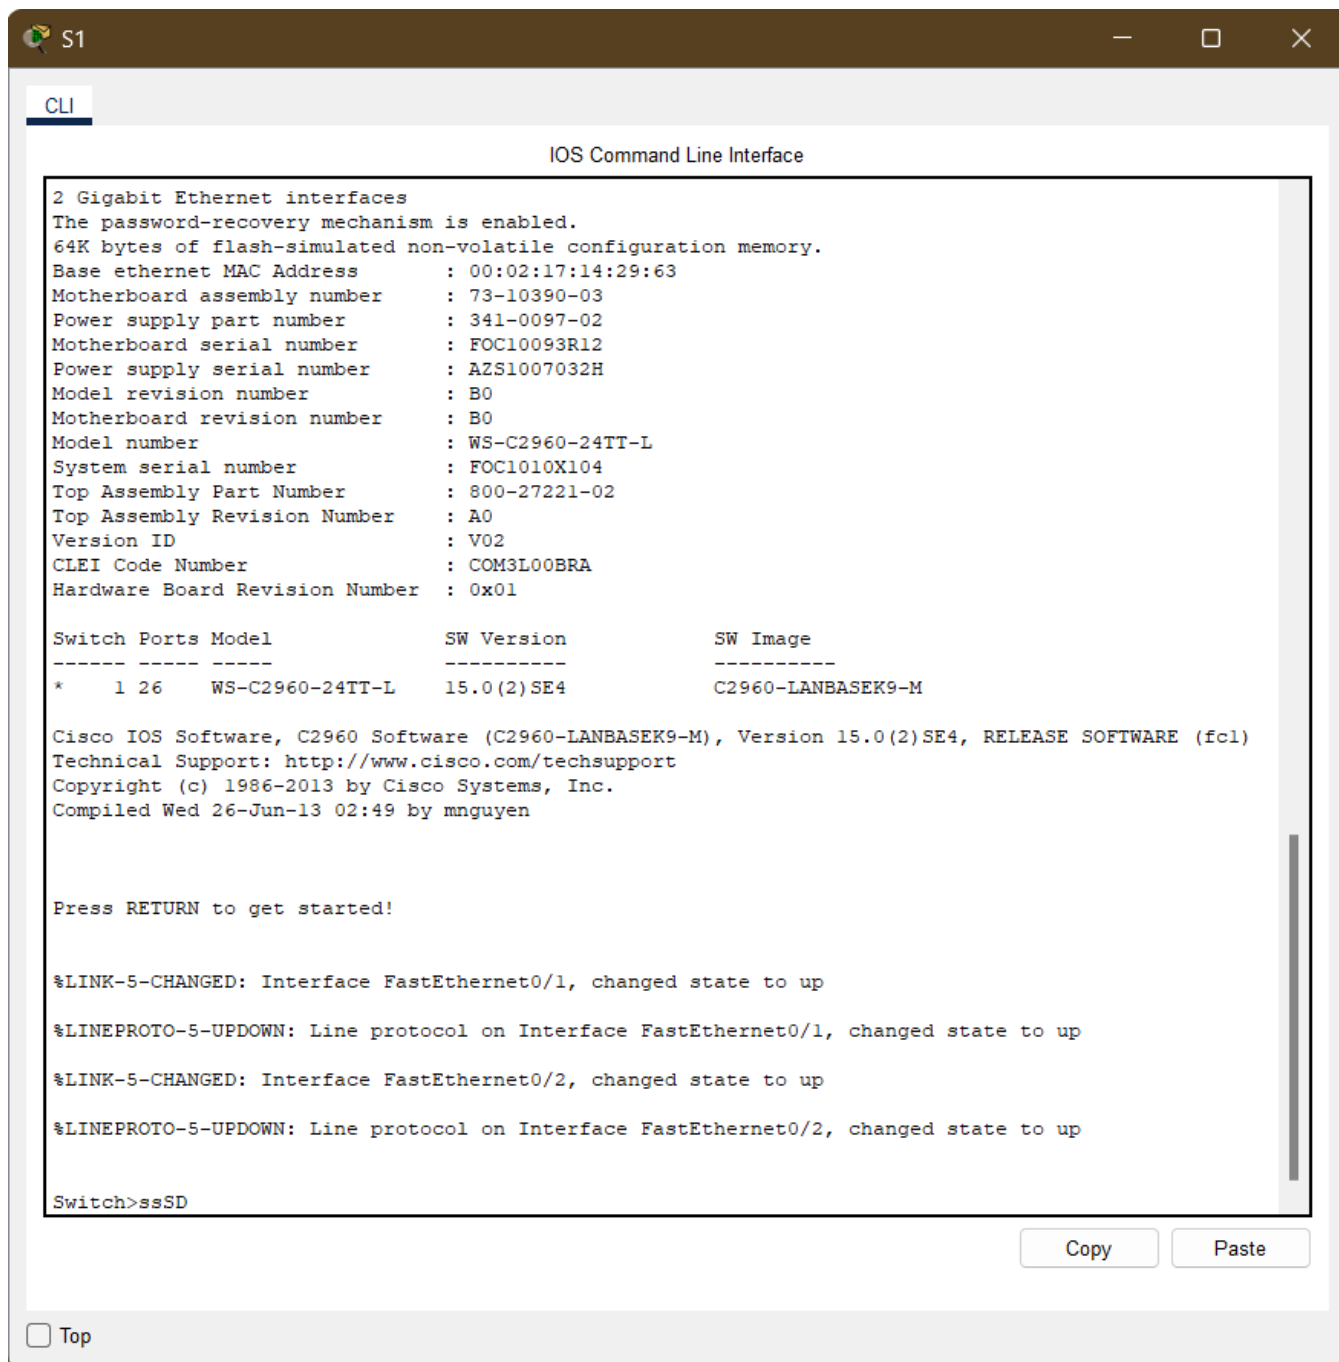 S1
CLI
IOS Command Line Interface
2 Gigabit Ethernet interfaces
The password-recovery mechanism is enabled.
64K bytes of flash-simulated non-volatile configuration memory.
Base ethernet MAC Address       : 00:02:17:14:29:63
Motherboard assembly number     : 73-10390-03
Power supply part number        : 341-0097-02
Motherboard serial number       : FOC10093R12
Power supply serial number      : AZS1007032H
Model revision number           : B0
Motherboard revision number     : B0
Model number                    : WS-C2960-24TT-L
System serial number            : FOC1010X104
Top Assembly Part Number        : 800-27221-02
Top Assembly Revision Number    : A0
Version ID                      : V02
CLEI Code Number                : COM3L00BRA
Hardware Board Revision Number  : 0x01
Switch Ports Model              SW Version            SW Image
------ ----- -----              ----------            ----------
*    1 26    WS-C2960-24TT-L    15.0(2)SE4            C2960-LANBASEK9-M
Cisco IOS Software, C2960 Software (C2960-LANBASEK9-M), Version 15.0(2)SE4, RELEASE SOFTWARE (fc1)
Technical Support: http://www.cisco.com/techsupport
Copyright (c) 1986-2013 by Cisco Systems, Inc.
Compiled Wed 26-Jun-13 02:49 by mnguyen
Press RETURN to get started!
%LINK-5-CHANGED: Interface FastEthernet0/1, changed state to up
%LINEPROTO-5-UPDOWN: Line protocol on Interface FastEthernet0/1, changed state to up
%LINK-5-CHANGED: Interface FastEthernet0/2, changed state to up
%LINEPROTO-5-UPDOWN: Line protocol on Interface FastEthernet0/2, changed state to up
Switch>ssSD
Copy
Paste
Top